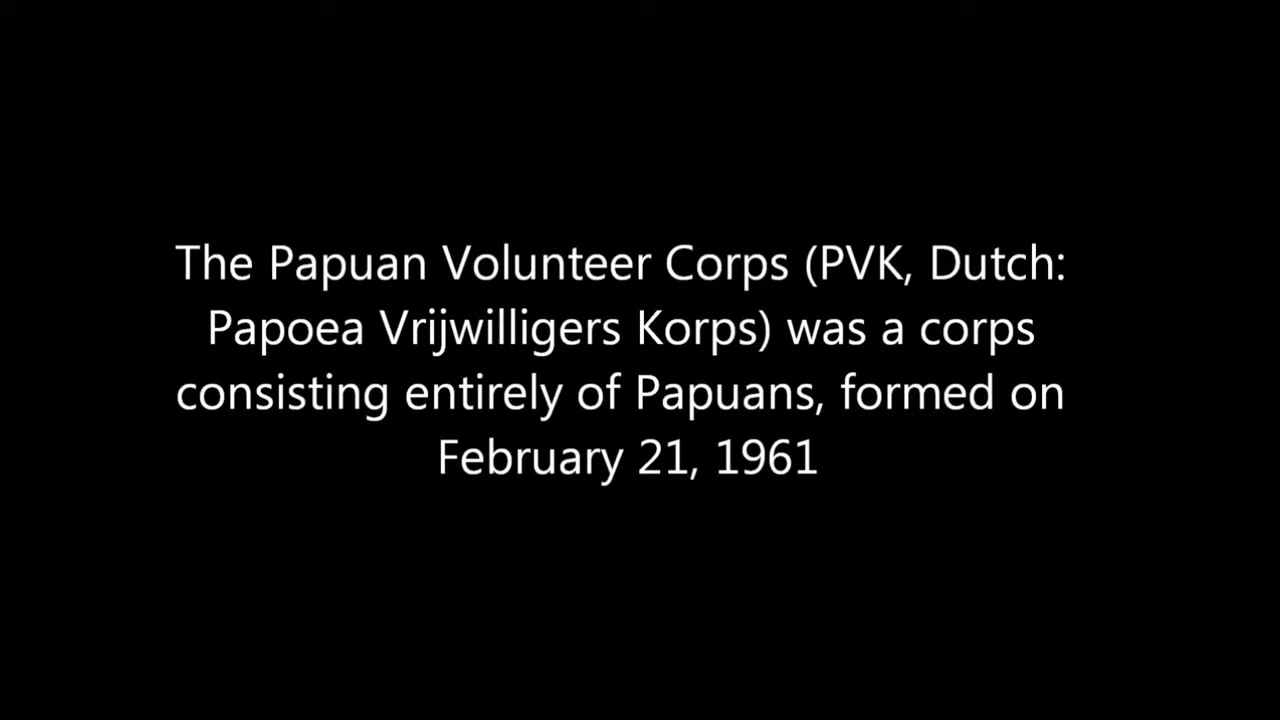 The Papuan Volunteer Corps (PVK, Dutch:
Papoea Vrijwilligers Korps) was a corps
consisting entirely of Papuans, formed on
February 21, 1961